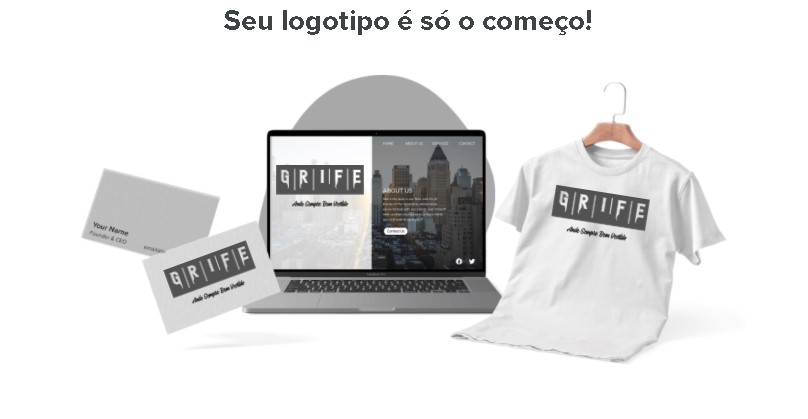 Seu logotipo é só o começo!
HOME ABOUT US SERVICES CONTACT
GRIFE
Ande Sempre Bem Vestido
ABOUT US
Contact Us
Your Name
Founder & CEO
GRIFE
Ande Sempre Bem Vestido
GRIFE
Ande Sempre Bem Vestido